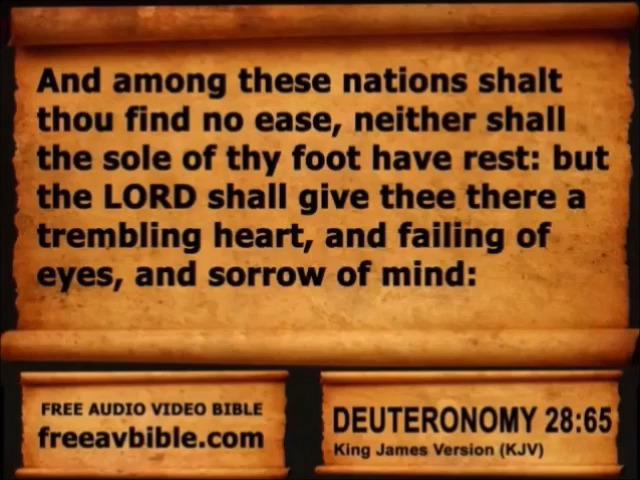 And among these nations shalt
thou find no ease, neither shall
the sole of thy foot have rest: but
the LORD shall give thee there a
trembling heart, and failing of
eyes, and sorrow of mind:
FREE AUDIO VIDEO BIBLE
freeavbible.com
DEUTERONOMY 28:65
King James Version (KJV)